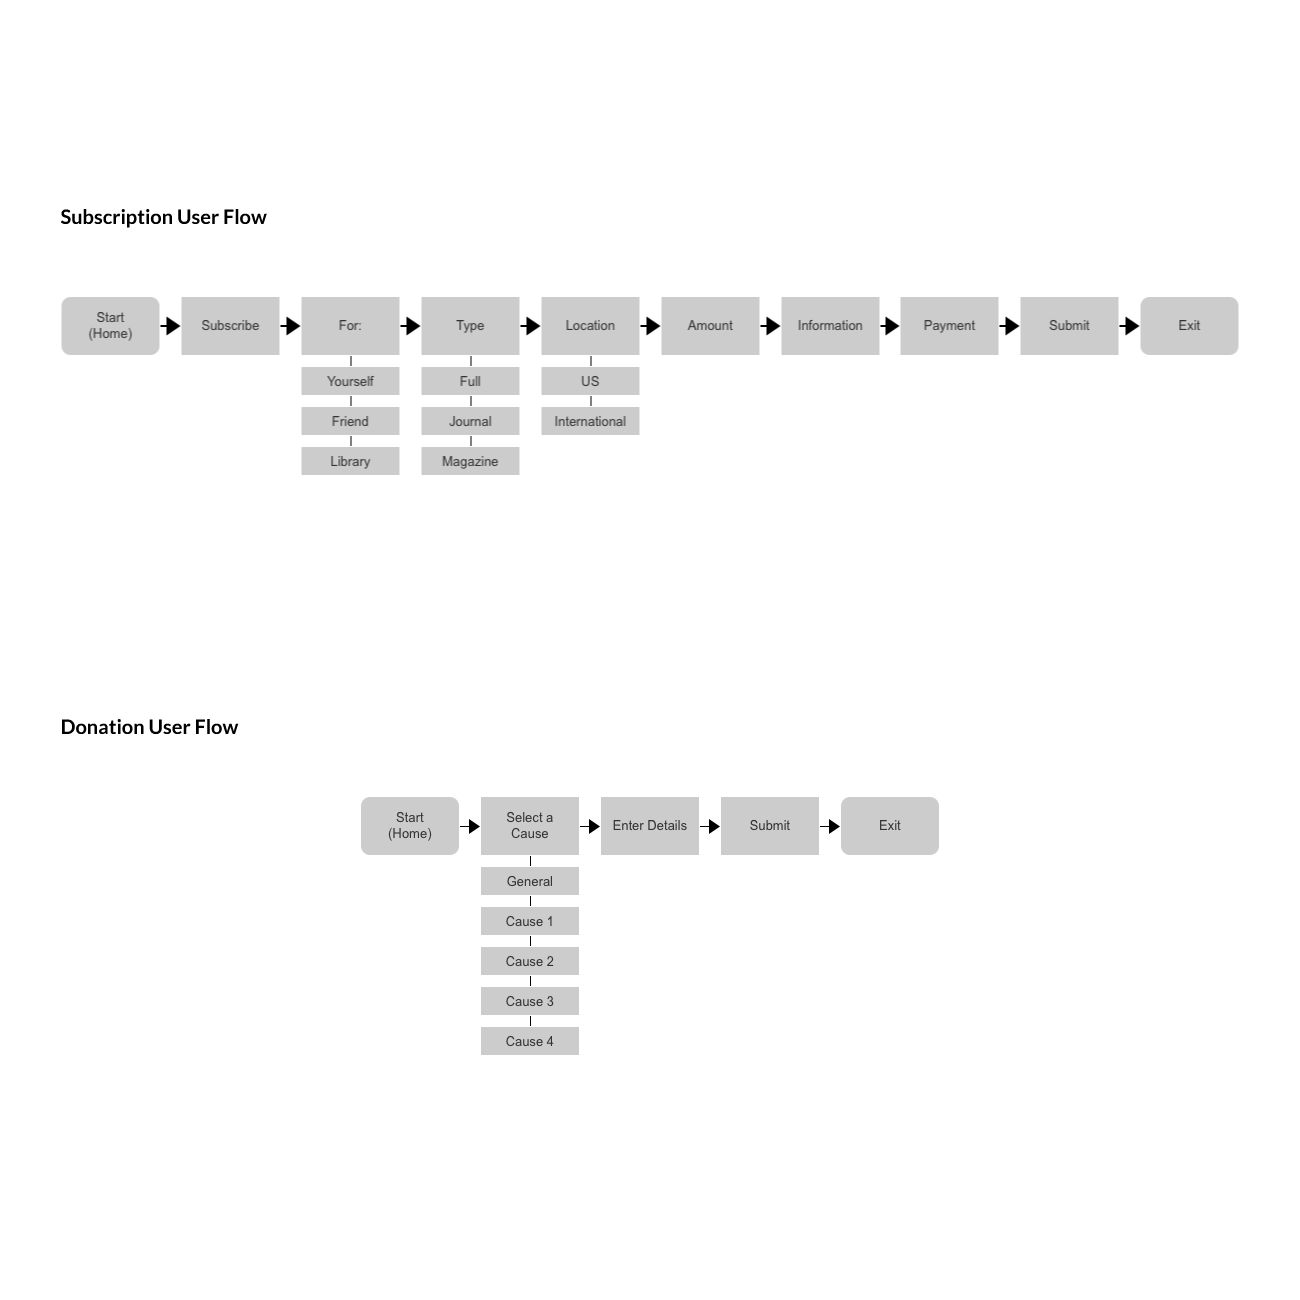 Subscription User Flow
Start
(Home)
Subscribe
For:
Type
Location
Amount
Information
Payment
Submit
Exit
Yourself
Full
US
Friend
Journal
International
Library
Magazine
Donation User Flow
Start
(Home)
Select a
Cause
Enter Details
Submit
Exit
General
Cause 1
Cause 2
Cause 3
Cause 4